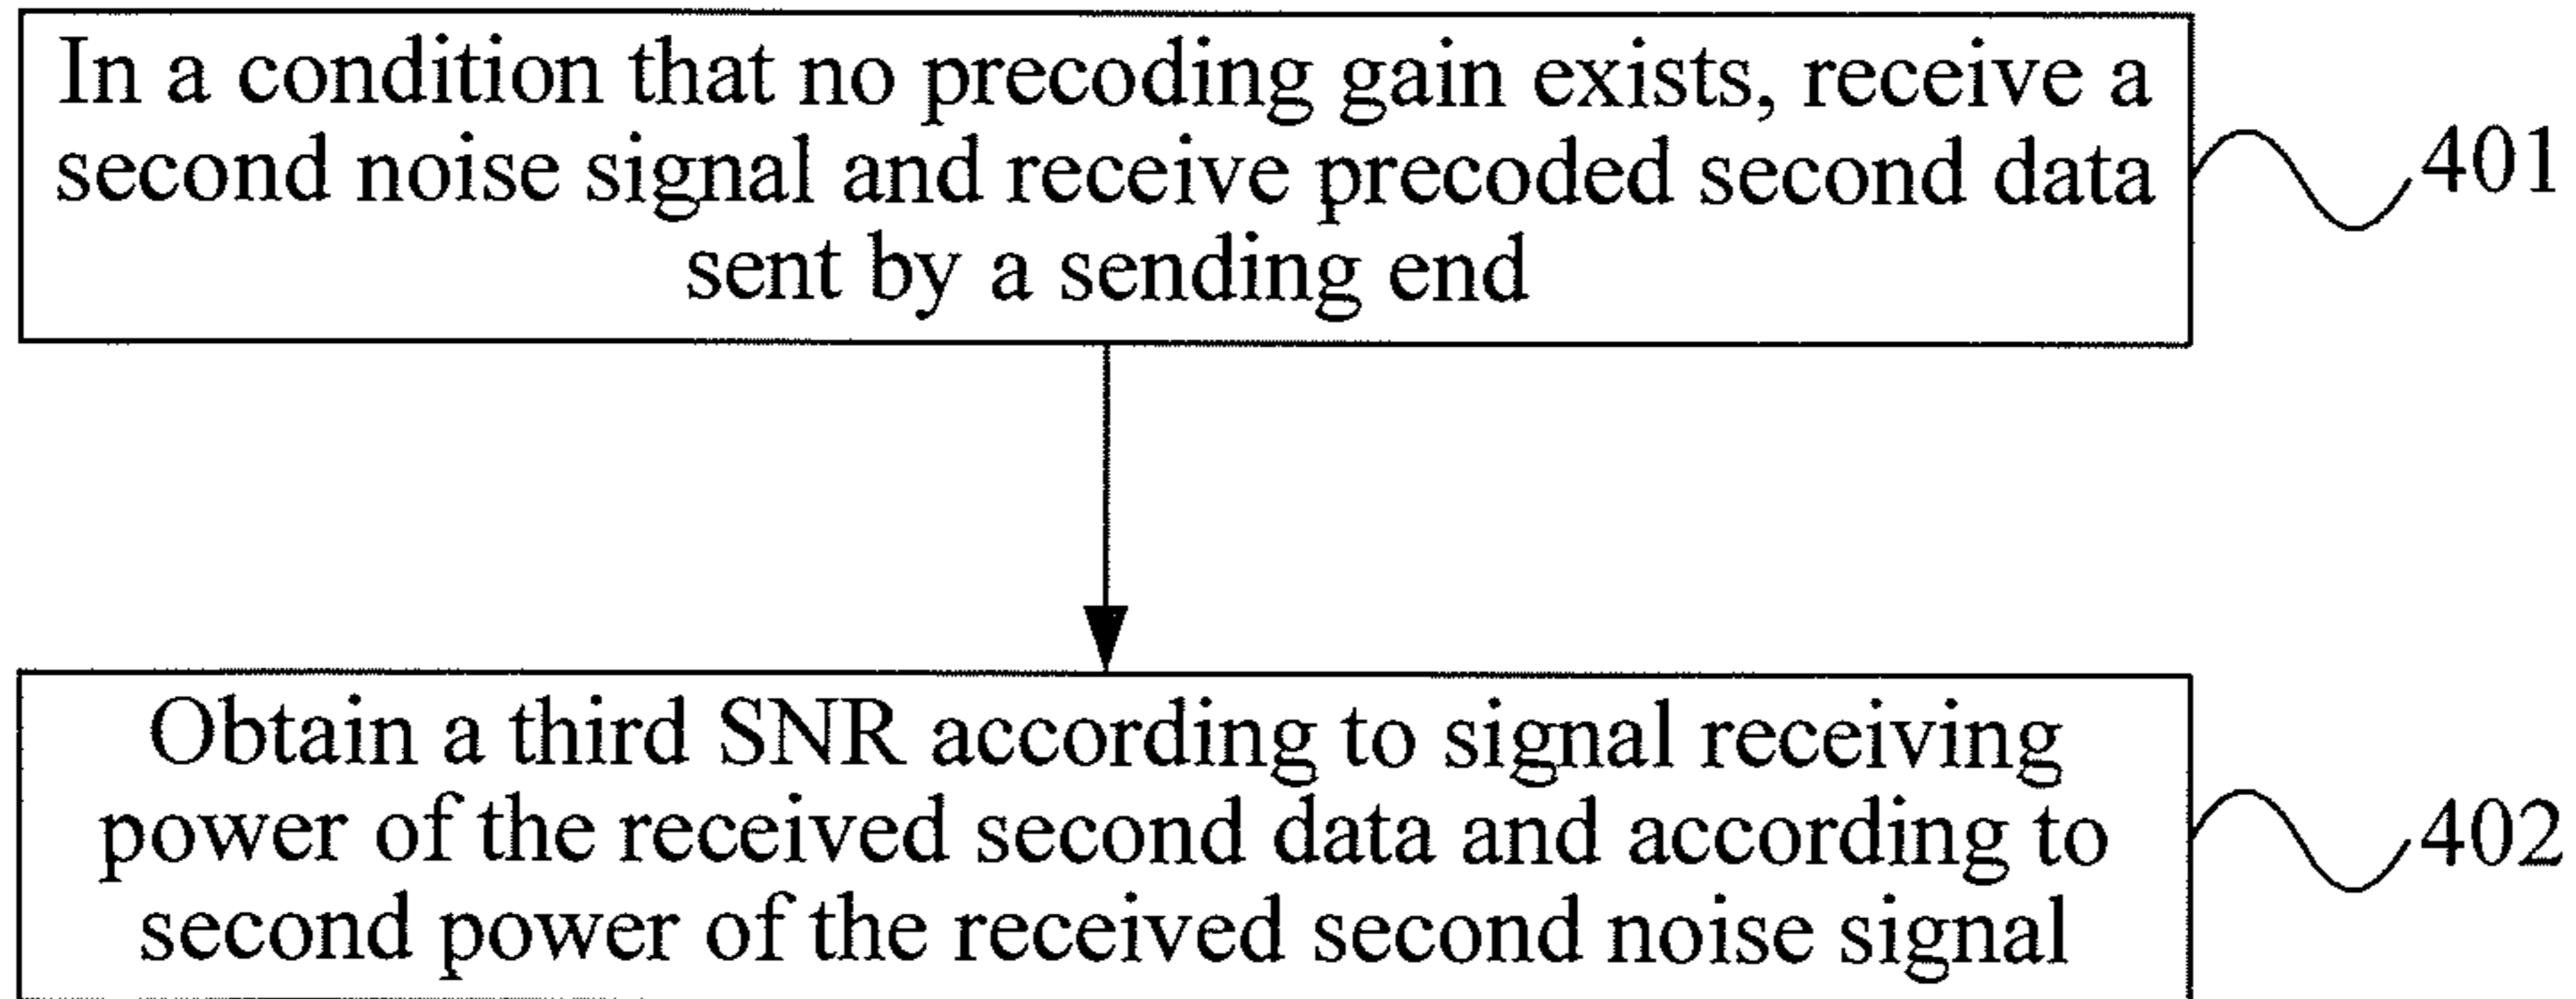 In a condition that no precoding gain exists, receive a
second noise signal and receive precoded second data
sent by a sending end
401
Obtain a third SNR according to signal receiving
power of the received second data and according to
second power of the received second noise signal
402